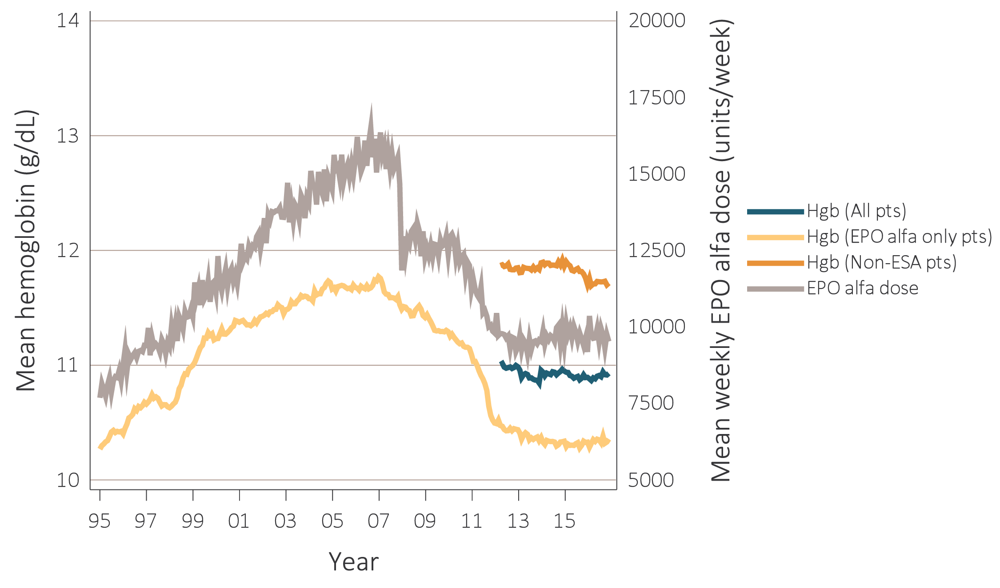 Mean hemoglobin (g/dL)
14
13
12
11
10
20000
17500
15000
12500
10000
7500
5000
Mean weekly EPO alfa dose (units/week)
95 97 99 01 03 05 07 09 11 13 15
Year
Hgb (All pts)
Hgb (EPO alfa only pts)
Hgb (Non-ESA pts)
EPO alfa dose